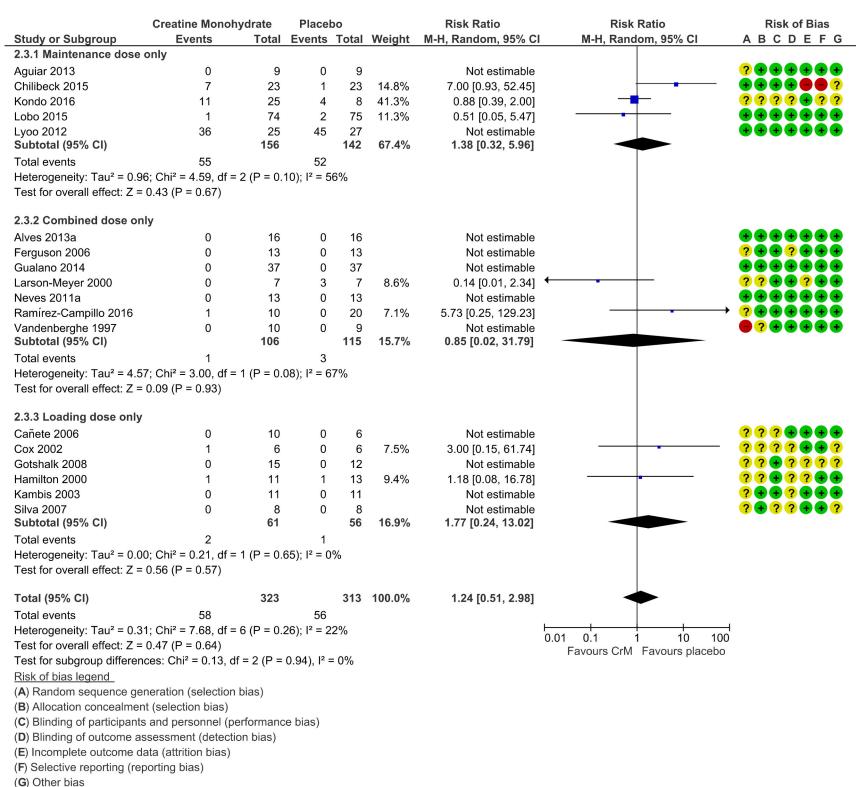 Creatine Monohydrate Placebo Risk Ratio Risk Ratio Risk of Bias
Study or Subgroup Events Total Events Total Weight M-H, Random, 95% CI M-H, Random, 95% CI A B C D E F G
2.3.1 Maintenance dose only
Aguiar 2013 0 9 0 9 Not estimable ? + + + + + +
Chilibeck 2015 7 23 1 23 14.8% 7.00 [0.93, 52.45] + + + + - - ?
Kondo 2016 11 25 4 8 41.3% 0.88 [0.39, 2.00] ? ? ? ? + ? ?
Lobo 2015 1 74 2 75 11.3% 0.51 [0.05, 5.47] + + + + + + +
Lyoo 2012 36 25 45 27 Not estimable + + + + + + +
Subtotal (95% CI) 156 142 67.4% 1.38 [0.32, 5.96]
Total events 55 52
Heterogeneity: Tau² = 0.96; Chi² = 4.59, df = 2 (P = 0.10); I² = 56%
Test for overall effect: Z = 0.43 (P = 0.67)
2.3.2 Combined dose only
Alves 2013a 0 16 0 16 Not estimable + + + + + + +
Ferguson 2006 0 13 0 13 Not estimable ? + + ? + + +
Gualano 2014 0 37 0 37 Not estimable + + + + + + +
Larson-Meyer 2000 0 7 3 7 8.6% 0.14 [0.01, 2.34] ? ? + + ? + +
Neves 2011a 0 13 0 13 Not estimable + + + + + + +
Ramírez-Campillo 2016 1 10 0 20 7.1% 5.73 [0.25, 129.23] ? + + + + + +
Vandenberghe 1997 0 10 0 9 Not estimable - ? + + + + +
Subtotal (95% CI) 106 115 15.7% 0.85 [0.02, 31.79]
Total events 1 3
Heterogeneity: Tau² = 4.57; Chi² = 3.00, df = 1 (P = 0.08); I² = 67%
Test for overall effect: Z = 0.09 (P = 0.93)
2.3.3 Loading dose only
Cañete 2006 0 10 0 6 Not estimable ? ? ? + + + +
Cox 2002 1 6 0 6 7.5% 3.00 [0.15, 61.74] ? ? ? ? + + ?
Gotshalk 2008 0 15 0 12 Not estimable ? ? + ? ? ? ?
Hamilton 2000 1 11 1 13 9.4% 1.18 [0.08, 16.78] ? ? ? ? + + ?
Kambis 2003 0 11 0 11 Not estimable ? + ? ? + + +
Silva 2007 0 8 0 8 Not estimable ? + ? ? + + ?
Subtotal (95% CI) 61 56 16.9% 1.77 [0.24, 13.02]
Total events 2 1
Heterogeneity: Tau² = 0.00; Chi² = 0.21, df = 1 (P = 0.65); I² = 0%
Test for overall effect: Z = 0.56 (P = 0.57)
Total (95% CI) 323 313 100.0% 1.24 [0.51, 2.98]
Total events 58 56
Heterogeneity: Tau² = 0.31; Chi² = 7.68, df = 6 (P = 0.26); I² = 22%
Test for overall effect: Z = 0.47 (P = 0.64)
Test for subgroup differences: Chi² = 0.13, df = 2 (P = 0.94), I² = 0%
0.01 0.1 1 10 100
Favours CrM Favours placebo
Risk of bias legend
(A) Random sequence generation (selection bias)
(B) Allocation concealment (selection bias)
(C) Blinding of participants and personnel (performance bias)
(D) Blinding of outcome assessment (detection bias)
(E) Incomplete outcome data (attrition bias)
(F) Selective reporting (reporting bias)
(G) Other bias